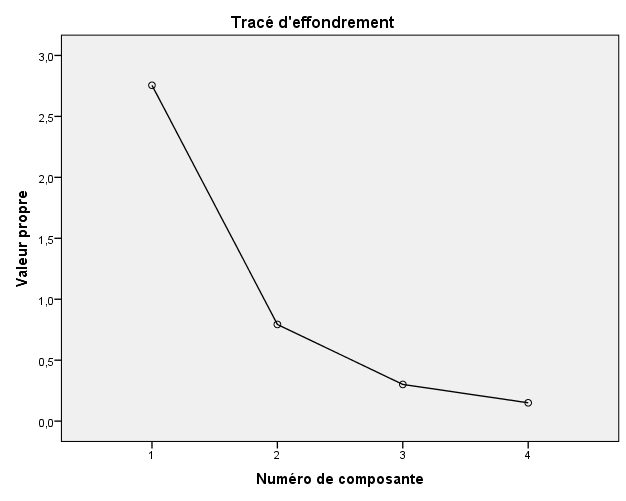 Tracé d'effondrement
Valeur propre
3,0
2,5
2,0
1,5
1,0
0,5
0,0
1 2 3 4
Numéro de composante